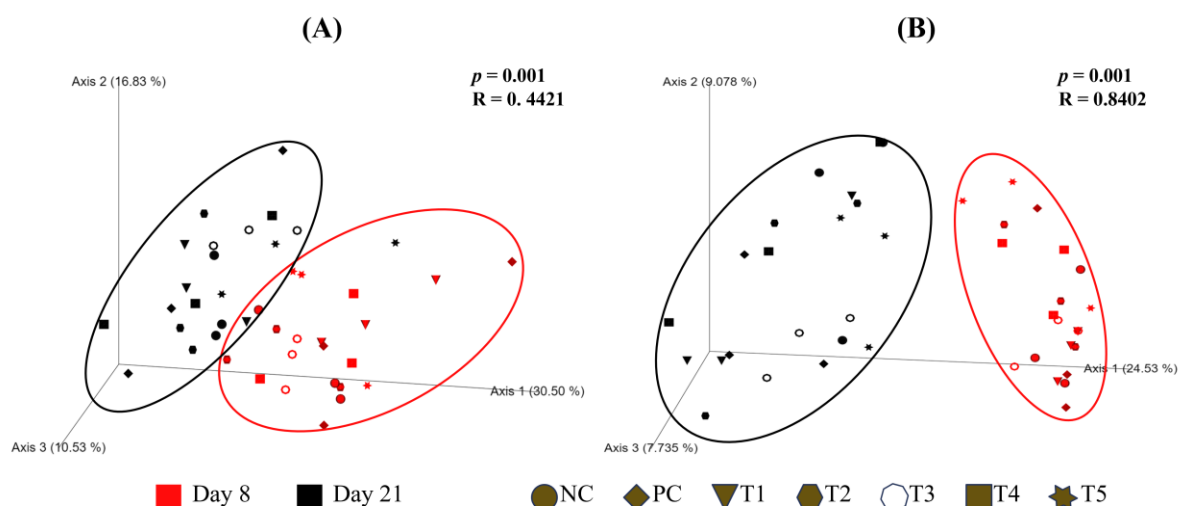 (A)
(B)
Axis 2 (16.83 %)
p = 0.001
R = 0. 4421
Axis 2 (9.078 %)
p = 0.001
R = 0.8402
Axis 1 (30.50 %)
Axis 3 (10.53 %)
Axis 1 (24.53 %)
Axis 3 (7.735 %)
Day 8 Day 21 NC PC T1 T2 T3 T4 T5